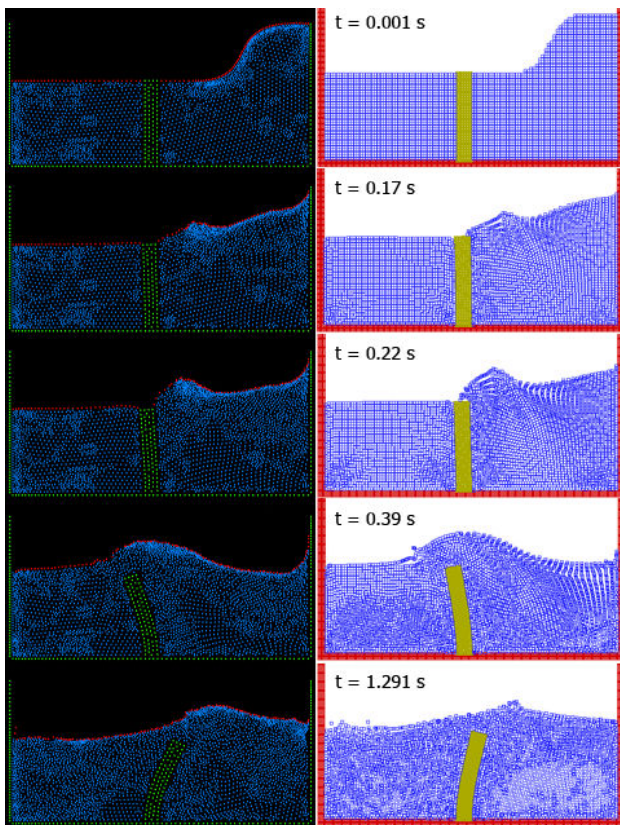 t = 0.001 s
t = 0.17 s
t = 0.22 s
t = 0.39 s
t = 1.291 s